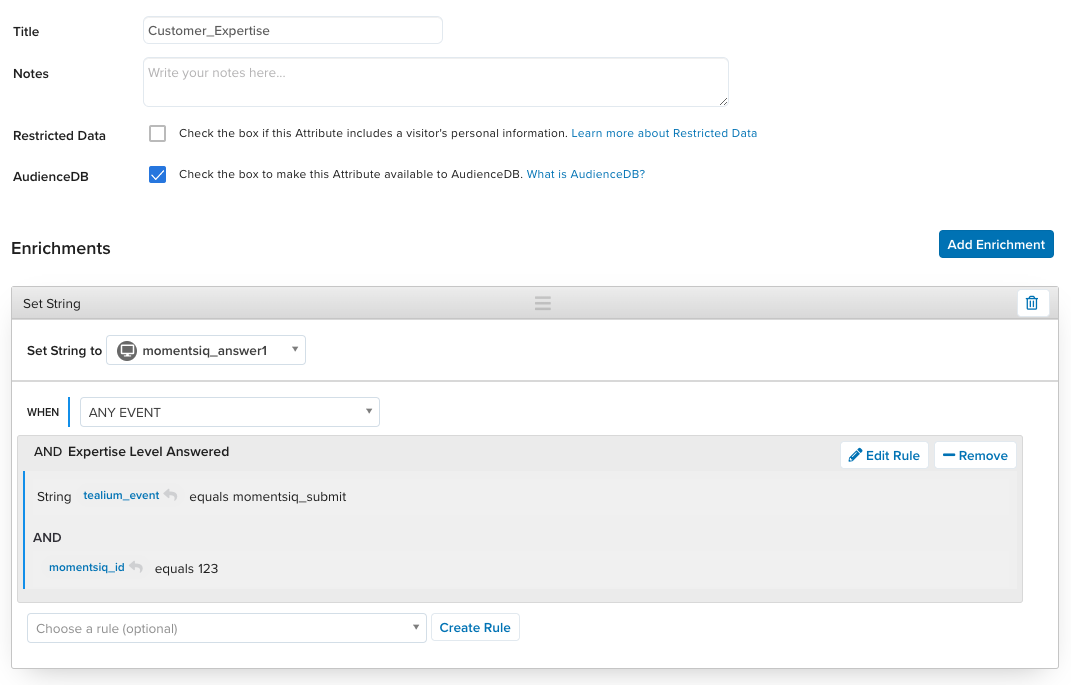 Title Customer_Expertise
Notes Write your notes here...
Restricted Data Check the box if this Attribute includes a visitor's personal information. Learn more about Restricted Data
AudienceDB Check the box to make this Attribute available to AudienceDB. What is AudienceDB?
Enrichments Add Enrichment
Set String
Set String to momentsiq_answer1
WHEN ANY EVENT
AND Expertise Level Answered Edit Rule Remove
String tealium_event equals momentsiq_submit
AND
momentsiq_id equals 123
Choose a rule (optional) Create Rule